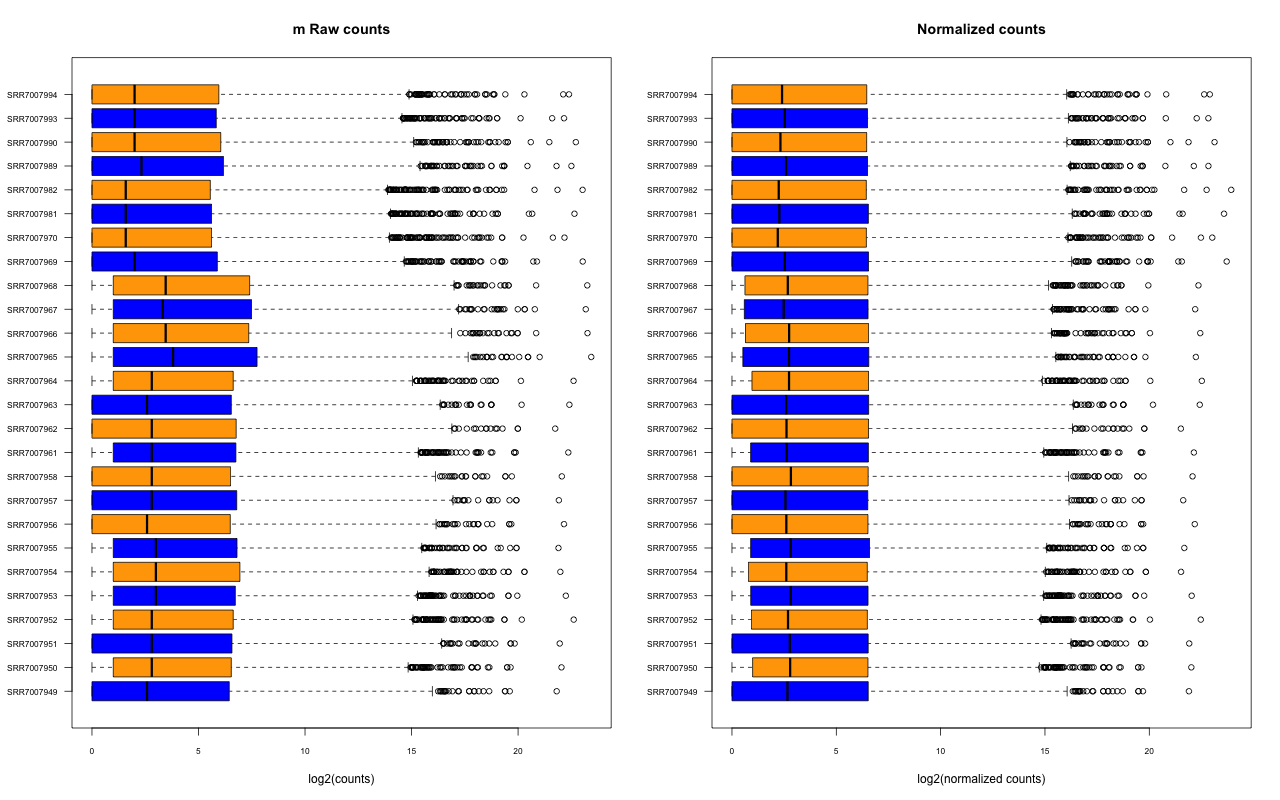 m Raw counts
SRR7007994
SRR7007993
SRR7007990
SRR7007989
SRR7007982
SRR7007981
SRR7007970
SRR7007969
SRR7007968
SRR7007967
SRR7007966
SRR7007965
SRR7007964
SRR7007963
SRR7007962
SRR7007961
SRR7007958
SRR7007957
SRR7007956
SRR7007955
SRR7007954
SRR7007953
SRR7007952
SRR7007951
SRR7007950
SRR7007949
0 5 10 15 20
log2(counts)
Normalized counts
SRR7007994
SRR7007993
SRR7007990
SRR7007989
SRR7007982
SRR7007981
SRR7007970
SRR7007969
SRR7007968
SRR7007967
SRR7007966
SRR7007965
SRR7007964
SRR7007963
SRR7007962
SRR7007961
SRR7007958
SRR7007957
SRR7007956
SRR7007955
SRR7007954
SRR7007953
SRR7007952
SRR7007951
SRR7007950
SRR7007949
0 5 10 15 20
log2(normalized counts)